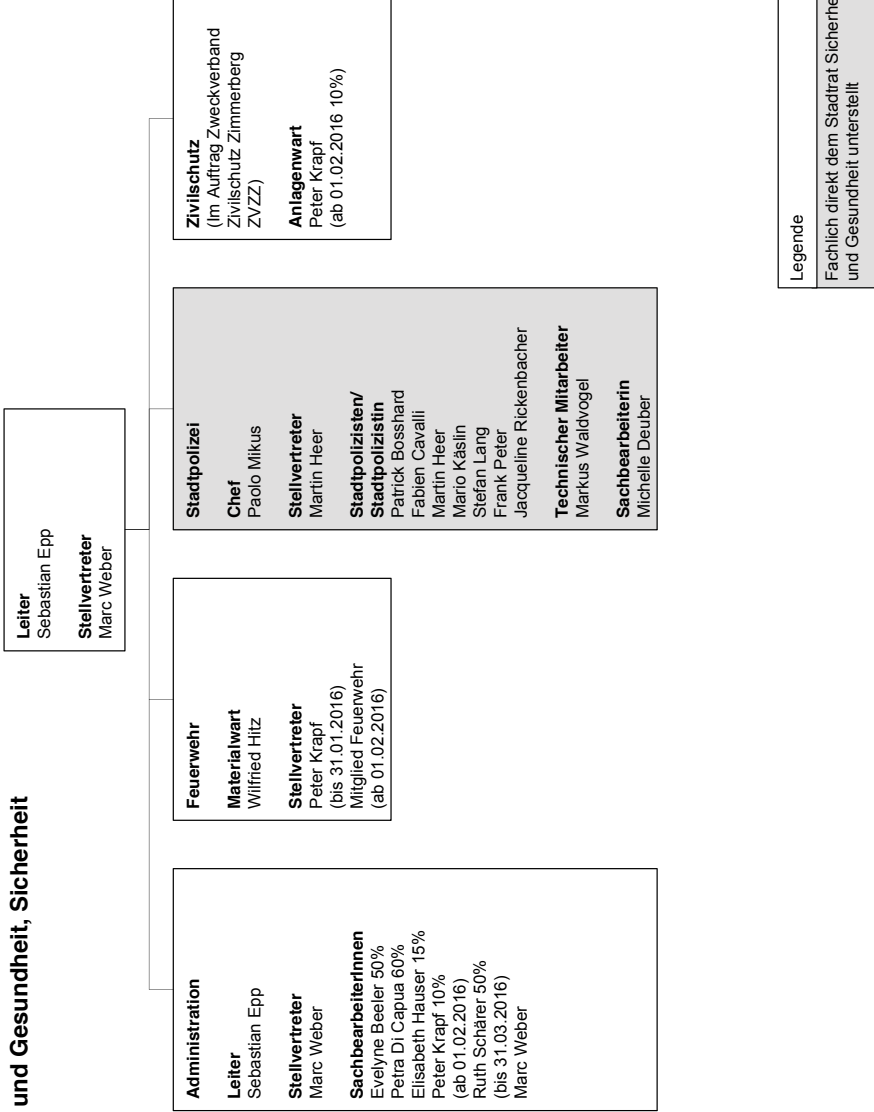 und Gesundheit, Sicherheit
Leiter
Sebastian Epp
Stellvertreter
Marc Weber
Administration
Leiter
Sebastian Epp
Stellvertreter
Marc Weber
SachbearbeiterInnen
Evelyne Beeler 50%
Petra Di Capua 60%
Elisabeth Hauser 15%
Peter Krapf 10%
(ab 01.02.2016)
Ruth Schärer 50%
(bis 31.03.2016)
Marc Weber
Feuerwehr
Materialwart
Wilfried Hitz
Stellvertreter
Peter Krapf
(bis 31.01.2016)
Mitglied Feuerwehr
(ab 01.02.2016)
Stadtpolizei
Chef
Paolo Mikus
Stellvertreter
Martin Heer
Stadtpolizisten/
Stadtpolizistin
Patrick Bosshard
Fabien Cavalli
Martin Heer
Mario Käslin
Stefan Lang
Frank Peter
Jacqueline Rickenbacher
Technischer Mitarbeiter
Markus Waldvogel
Sachbearbeiterin
Michelle Deuber
Zivilschutz
(Im Auftrag Zweckverband
Zivilschutz Zimmerberg
ZVZZ)
Anlagenwart
Peter Krapf
(ab 01.02.2016 10%)
Legende
Fachlich direkt dem Stadtrat
und Gesundheit unterstellt